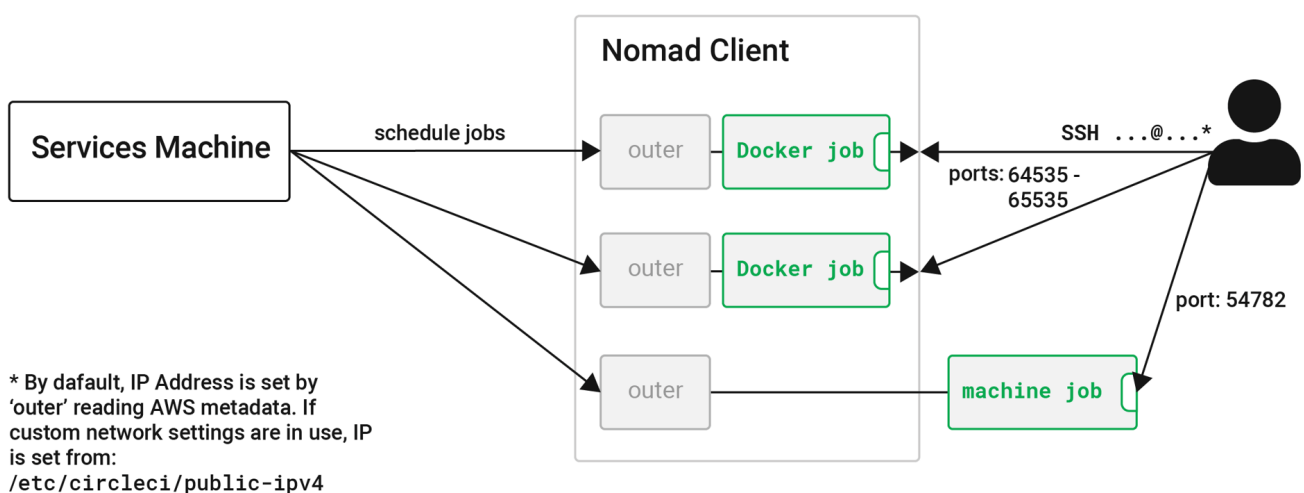 Nomad Client
Services Machine
schedule jobs
outer
Docker job
SSH ...@...*
ports: 64535 -
65535
outer
Docker job
port: 54782
outer
machine job
* By dafault, IP Address is set by
‘outer’ reading AWS metadata. If
custom network settings are in use, IP
is set from:
/etc/circleci/public-ipv4